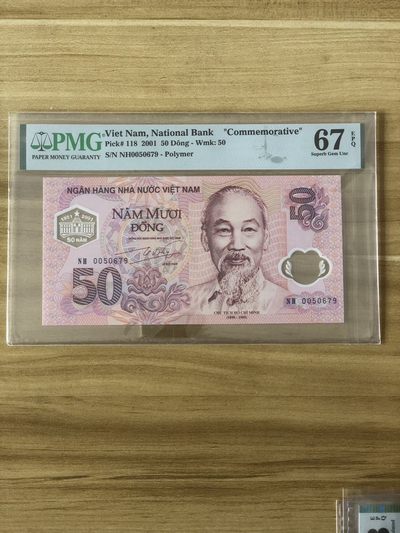 PMG
PAPER MONEY GUARANTY
Viet Nam, National Bank "Commemorative"
Pick# 118 2001 50 Dông - Wmk: 50
S/N NH0050679 - Polymer
67
EPQ
Superb Gem Unc
NGÂN HÀNG NHÀ NƯỚC VIỆT NAM
50
1951 2001
50 NĂM
NĂM MƯƠI
ĐỒNG
NH 0050679
50
NH 0050679
CHỦ TỊCH HỒ CHÍ MINH
EPQ